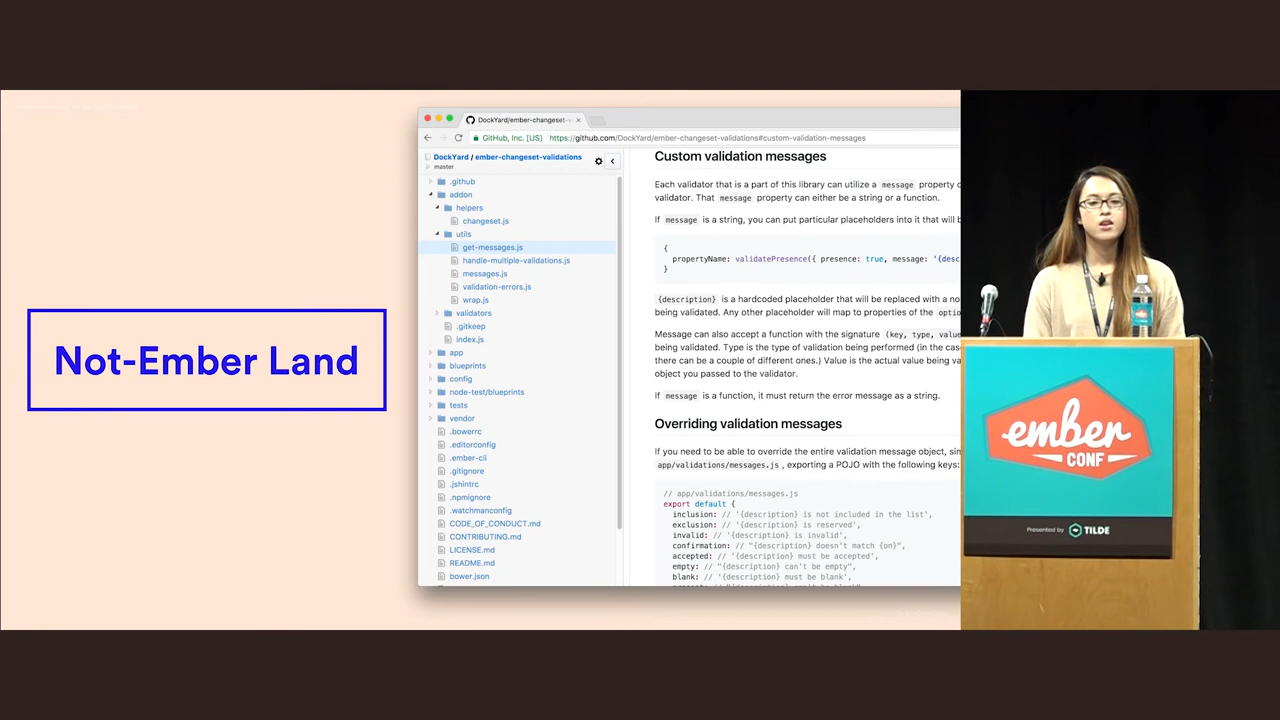 Not-Ember Land
DockYard/ember-changeset-v
GitHub, Inc. [US] https://github.com/DockYard/ember-changeset-validations#custom-validation-messages
DockYard / ember-changeset-validations
master
.github
addon
helpers
changeset.js
utils
get-messages.js
handle-multiple-validations.js
messages.js
validation-errors.js
wrap.js
validators
.gitkeep
index.js
app
blueprints
config
node-test/blueprints
tests
vendor
.bowerrc
.editorconfig
.ember-cli
.gitignore
.jshintrc
.npmignore
.watchmanconfig
CODE_OF_CONDUCT.md
CONTRIBUTING.md
LICENSE.md
README.md
bower.json
Custom validation messages
Each validator that is a part of this library can utilize a message property
validator. That message property can either be a string or a function.
If message is a string, you can put particular placeholders into it that will
{
propertyName: validatePresence({ presence: true, message: '{desc
}
{description} is a hardcoded placeholder that will be replaced with a no
being validated. Any other placeholder will map to properties of the optio
Message can also accept a function with the signature (key, type, value
being validated. Type is the type of validation being performed (in the case
there can be a couple of different ones.) Value is the actual value being va
object you passed to the validator.
If message is a function, it must return the error message as a string.
Overriding validation messages
If you need to be able to override the entire validation message object, sim
app/validations/messages.js , exporting a POJO with the following keys:
// app/validations/messages.js
export default {
inclusion: // '{description} is not included in the list',
exclusion: // '{description} is reserved',
invalid: // '{description} is invalid',
confirmation: // "{description} doesn't match {on}",
accepted: // '{description} must be accepted',
empty: // "{description} can't be empty",
blank: // '{description} must be blank',
ember
CONF
Presented by TILDE